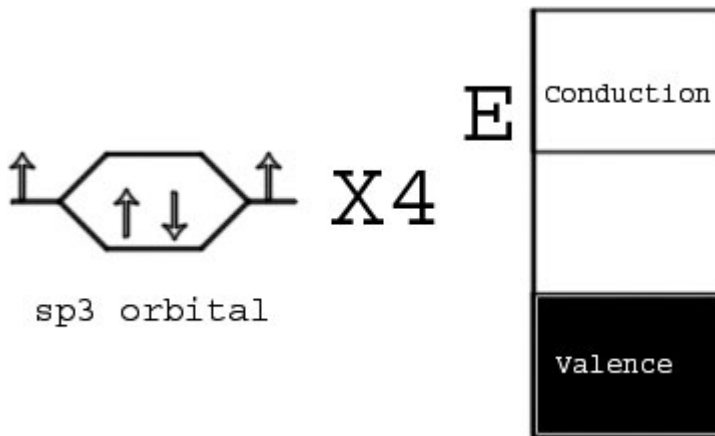 E
Conduction
X4
sp3 orbital
Valence